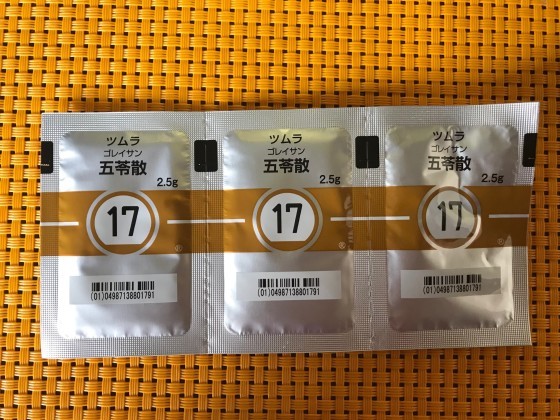 ツムラ
ゴレイサン
五苓散
2.5g
17
®
(01)04987138801791
ツムラ
ゴレイサン
五苓散
2.5g
17
®
(01)04987138801791
ツムラ
ゴレイサン
五苓散
2.5g
17
®
(01)04987138801791